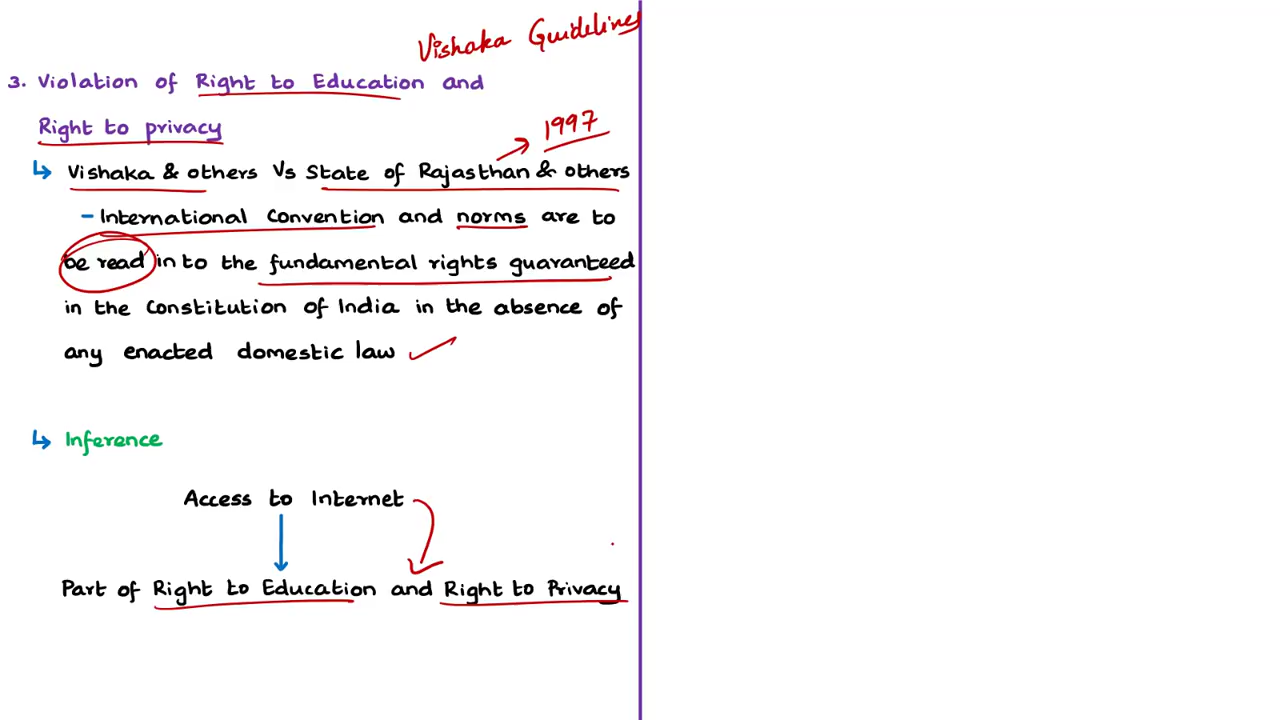 Vishaka Guidelines
3. Violation of Right to Education and
Right to privacy
1997
↳ Vishaka & others Vs State of Rajasthan & others
- International Convention and norms are to
be read in to the fundamental rights guaranteed
in the Constitution of India in the absence of
any enacted domestic law ✓
↳ Inference
Access to Internet
Part of Right to Education and Right to Privacy